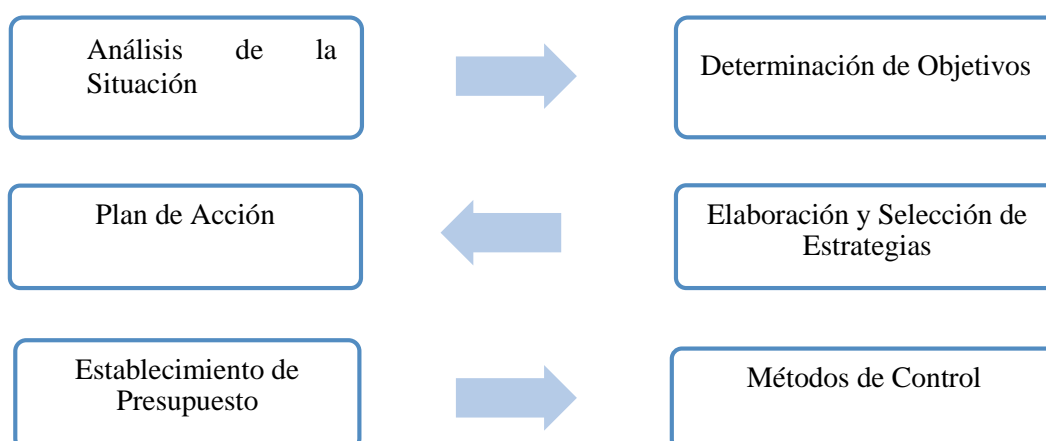 Análisis de la
Situación
Determinación de Objetivos
Plan de Acción
Elaboración y Selección de
Estrategias
Establecimiento de
Presupuesto
Métodos de Control